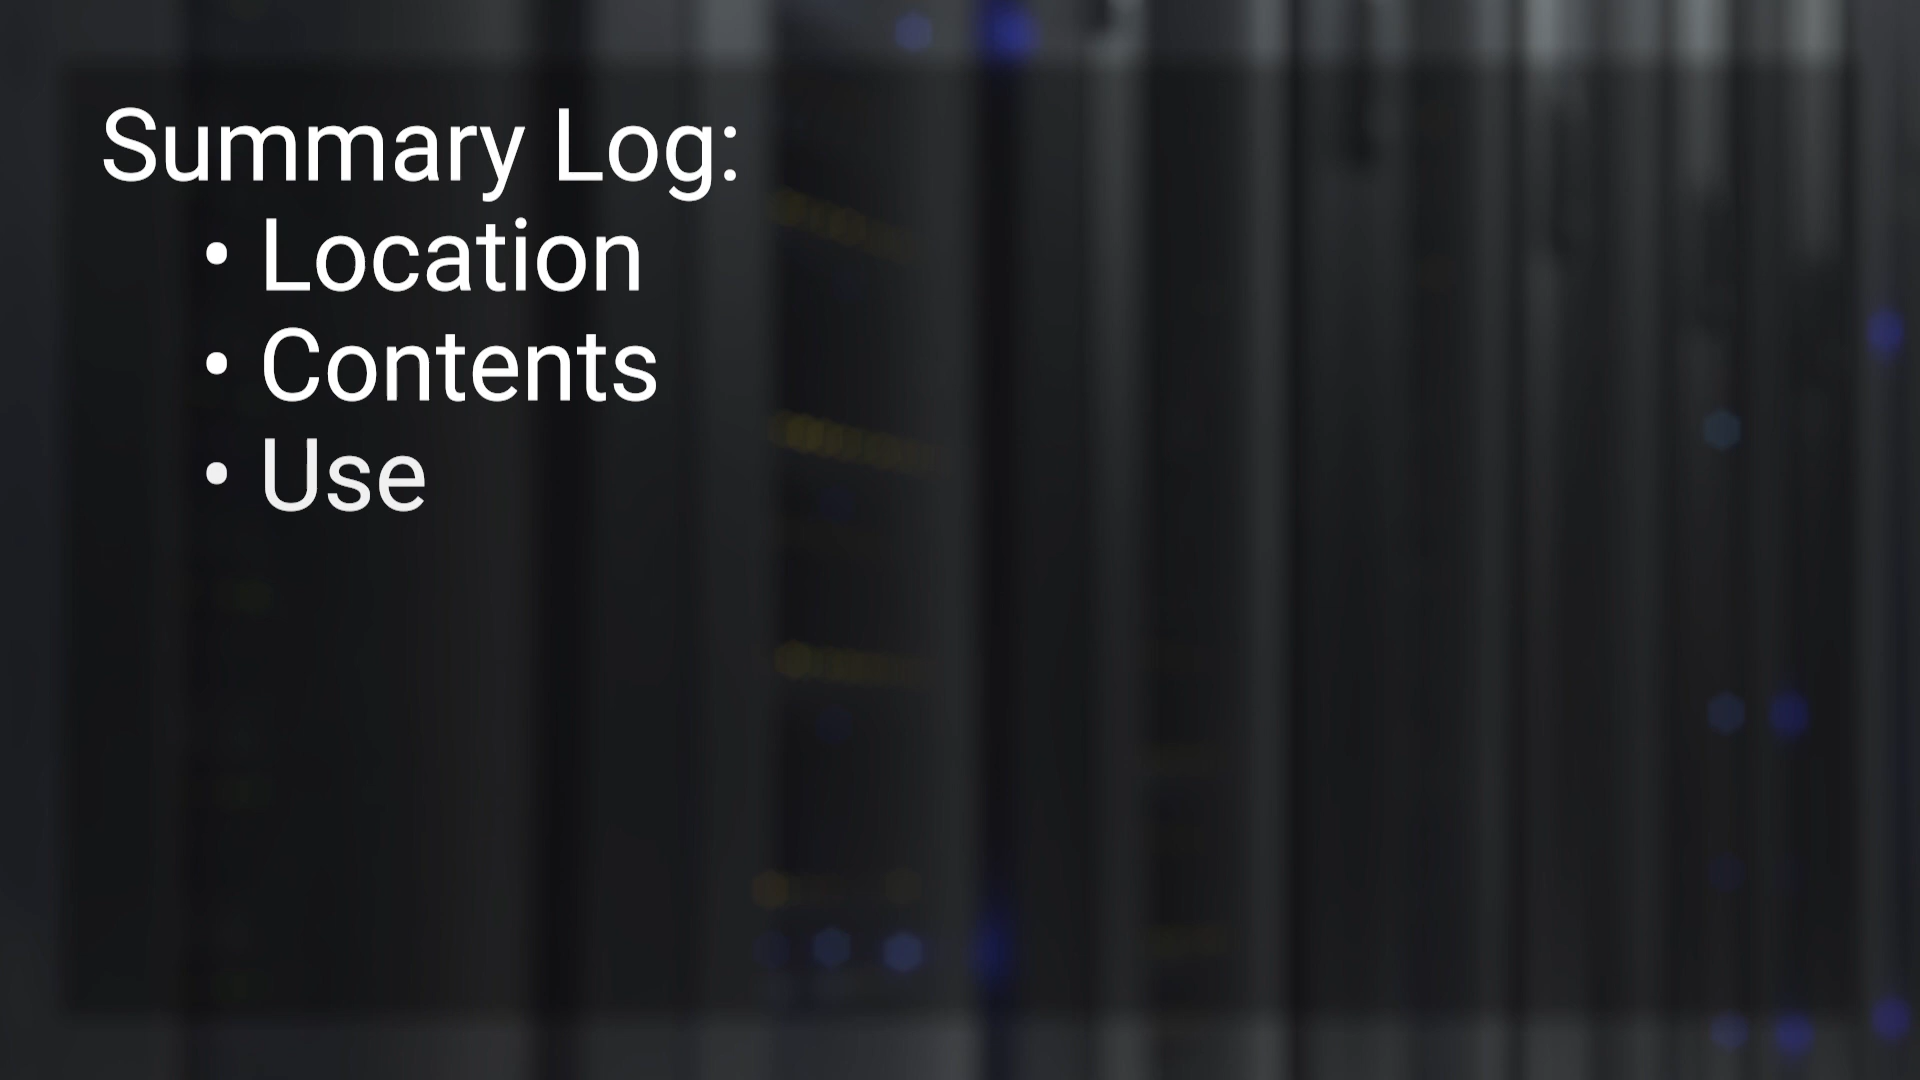 Summary Log:
• Location
• Contents
• Use